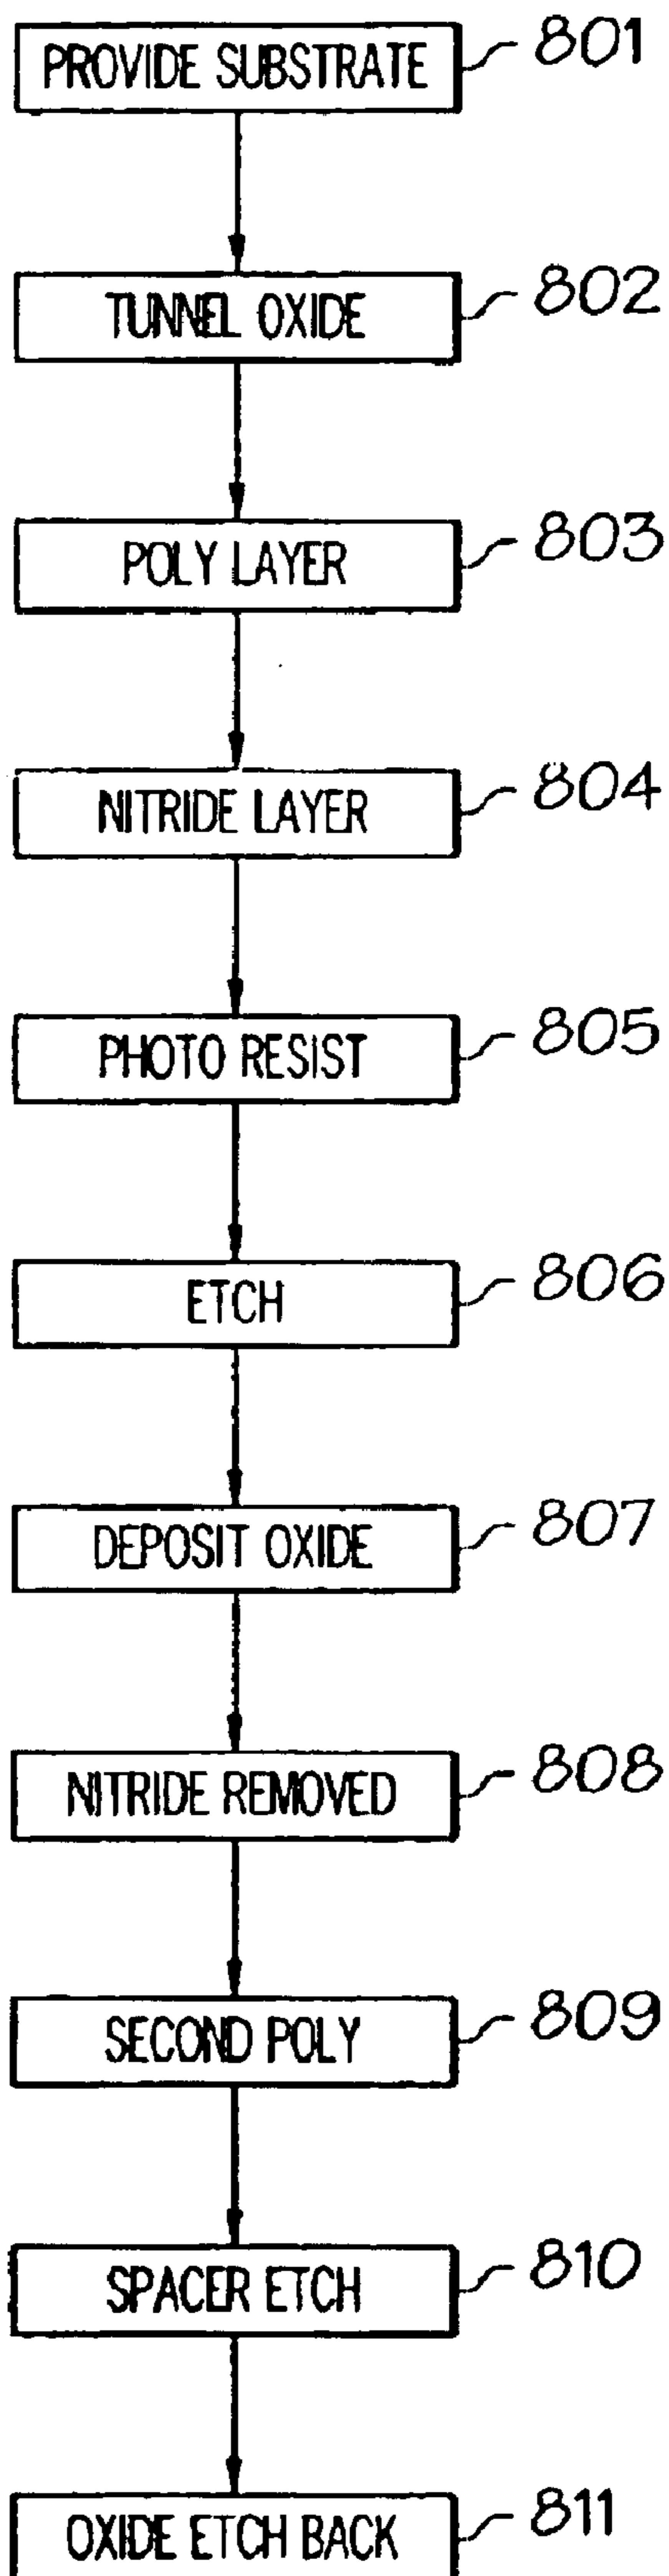 PROVIDE SUBSTRATE 801
TUNNEL OXIDE 802
POLY LAYER 803
NITRIDE LAYER 804
PHOTO RESIST 805
ETCH 806
DEPOSIT OXIDE 807
NITRIDE REMOVED 808
SECOND POLY 809
SPACER ETCH 810
OXIDE ETCH BACK 811